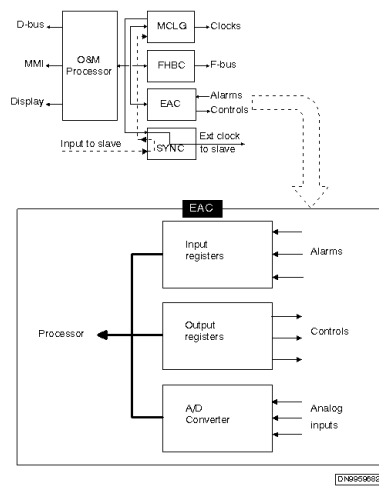 D-bus
MMI
Display
O&M
Processor
MCLG
Clocks
FHBC
F-bus
EAC
Alarms
Controls
Input to slave
SYNC
Ext clock
to slave
EAC
Input
registers
Alarms
Processor
Output
registers
Controls
A/D
Converter
Analog
inputs
DN9959682